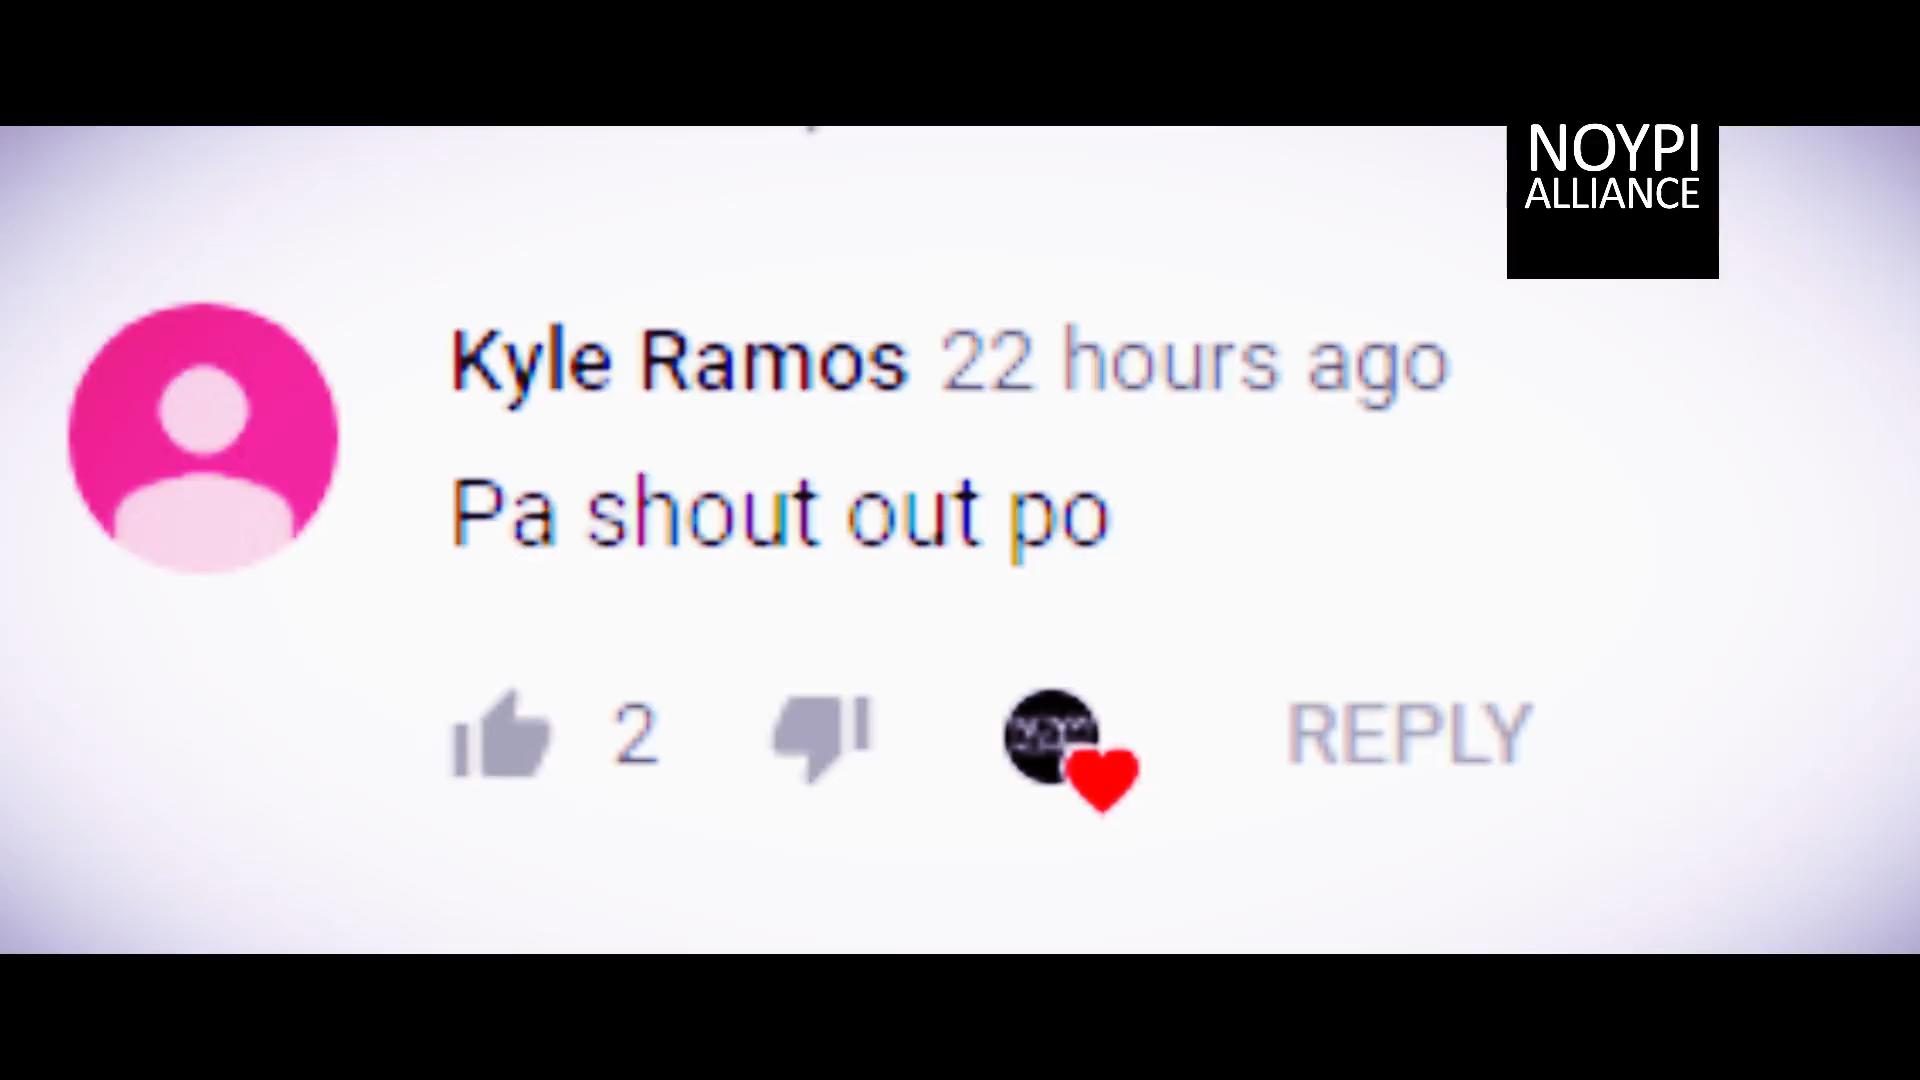 NOYPI
ALLIANCE
Kyle Ramos 22 hours ago
Pa shout out po
2
REPLY